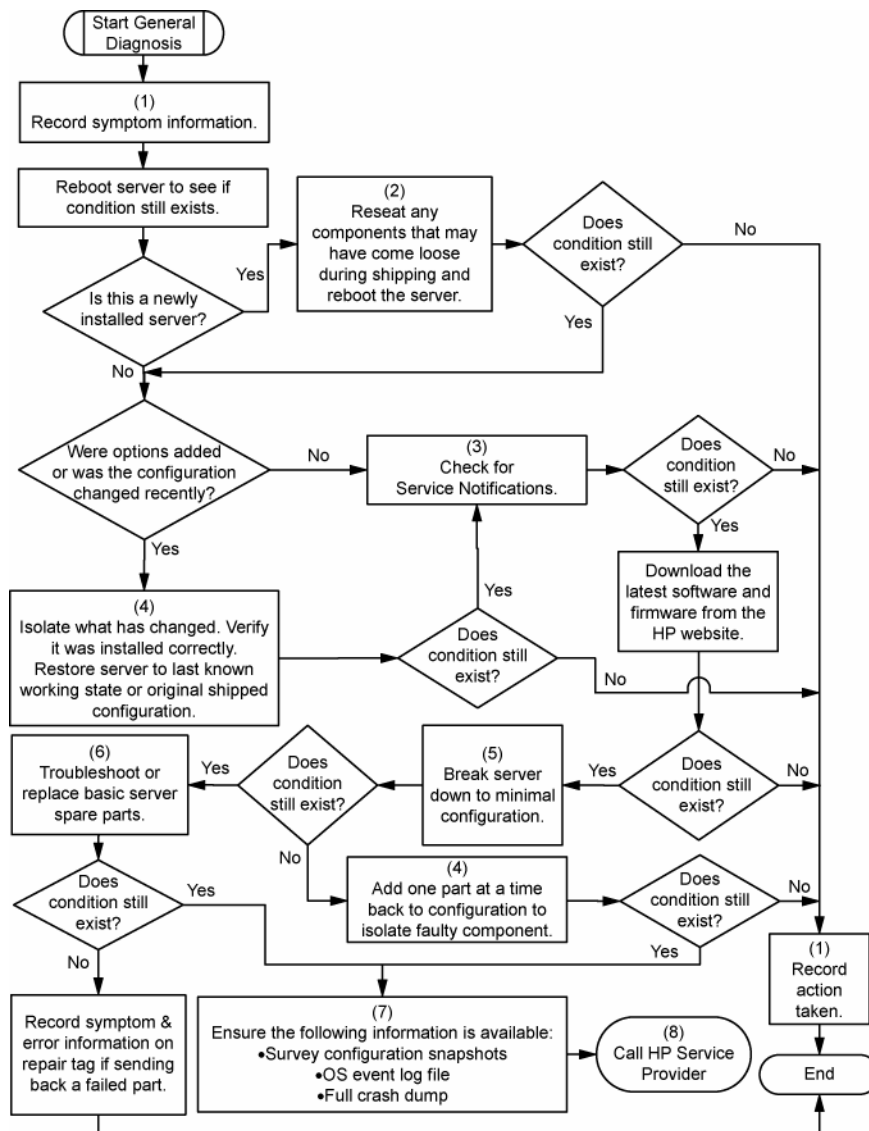 Start General
Diagnosis
(1)
Record symptom information.
Reboot server to see if
condition still exists.
Yes
(2)
Reseat any
components that may
have come loose
during shipping and
reboot the server.
Does
condition still
exist?
No
Is this a newly
installed server?
Yes
No
Were options added
or was the configuration
changed recently?
No
(3)
Check for
Service Notifications.
Does
condition
still exist?
No
Yes
Yes
Download the
latest software and
firmware from the
HP website.
(4)
Isolate what has changed. Verify
it was installed correctly.
Restore server to last known
working state or original shipped
configuration.
Yes
Does
condition still
exist?
No
(6)
Troubleshoot or
replace basic server
spare parts.
Yes
Does
condition
still exist?
(5)
Break server
down to minimal
configuration.
Yes
Does
condition still
exist?
No
No
(4)
Add one part at a time
back to configuration to
isolate faulty component.
Does
condition still
exist?
No
Does
condition still
exist?
Yes
Yes
No
(1)
Record
action
taken.
Record symptom &
error information on
repair tag if sending
back a failed part.
(7)
Ensure the following information is available:
•Survey configuration snapshots
•OS event log file
•Full crash dump
(8)
Call HP Service
Provider
End